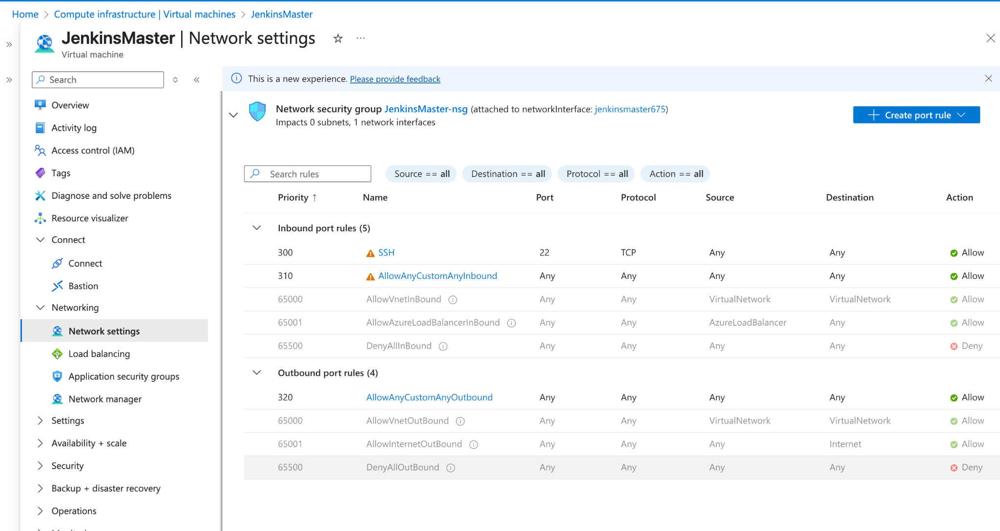 Home > Compute infrastructure | Virtual machines > JenkinsMaster
JenkinsMaster | Network settings
Virtual machine
Search
Overview
Activity log
Access control (IAM)
Tags
Diagnose and solve problems
Resource visualizer
Connect
Connect
Bastion
Networking
Network settings
Load balancing
Application security groups
Network manager
Settings
Availability + scale
Security
Backup + disaster recovery
Operations
This is a new experience. Please provide feedback
Network security group JenkinsMaster-nsg (attached to networkInterface: jenkinsmaster675)
Impacts 0 subnets, 1 network interfaces
Create port rule
Search rules
Source == all Destination == all Protocol == all Action == all
Priority ↑ Name Port Protocol Source Destination Action
Inbound port rules (5)
300 SSH 22 TCP Any Any Allow
310 AllowAnyCustomAnyInbound Any Any Any Any Allow
65000 AllowVnetInBound Any Any VirtualNetwork VirtualNetwork Allow
65001 AllowAzureLoadBalancerInBound Any Any AzureLoadBalancer Any Allow
65500 DenyAllInBound Any Any Any Any Deny
Outbound port rules (4)
320 AllowAnyCustomAnyOutbound Any Any Any Any Allow
65000 AllowVnetOutBound Any Any VirtualNetwork VirtualNetwork Allow
65001 AllowInternetOutBound Any Any Any Internet Allow
65500 DenyAllOutBound Any Any Any Any Deny